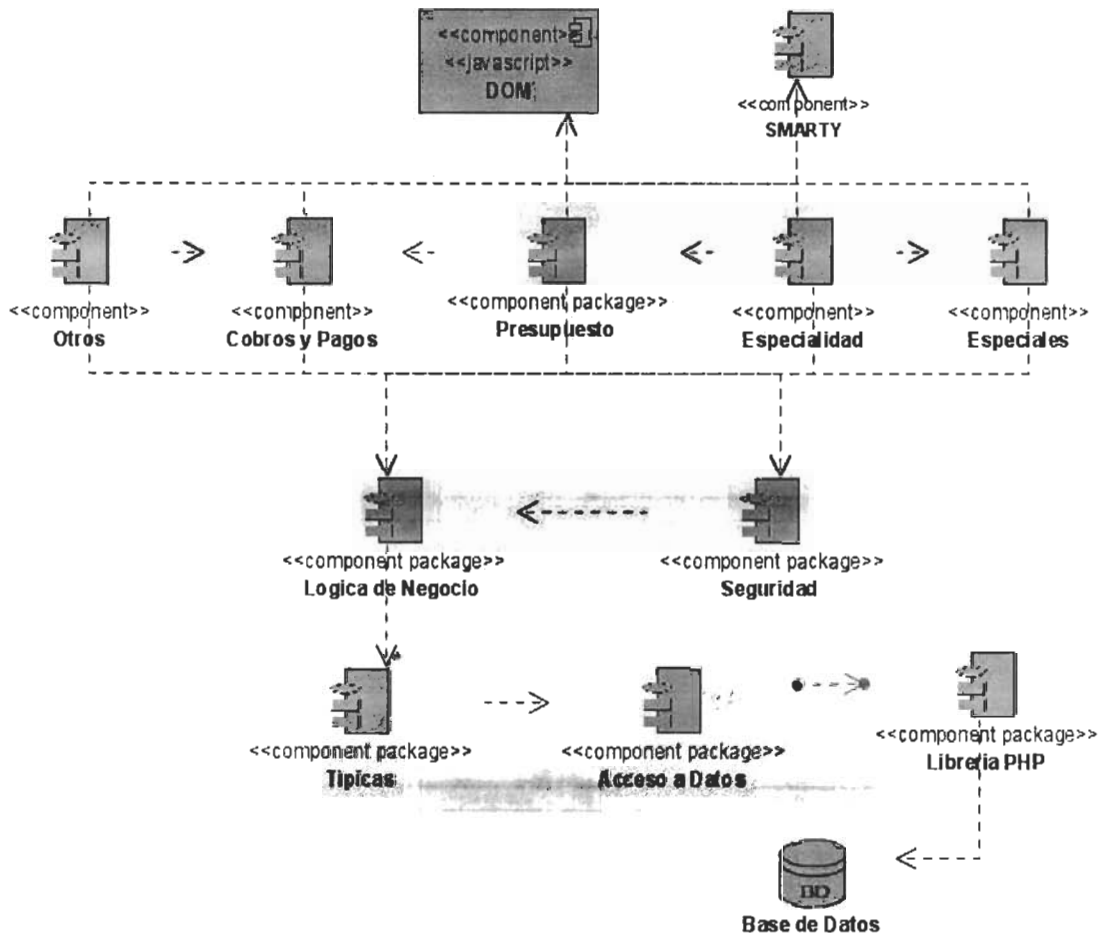 <<component>>
<<javascript>>
DOM
<<component>>
SMARTY
<<component>>
Otros
<<component>>
Cobros y Pagos
<<component package>>
Presupuesto
<<component>>
Especialidad
<<component>>
Especiales
<<component package>>
Logica de Negocio
<<component package>>
Seguridad
<<component package>>
Tipicas
<<component package>>
Acceso a Datos
<<component package>>
Libreria PHP
BD
Base de Datos